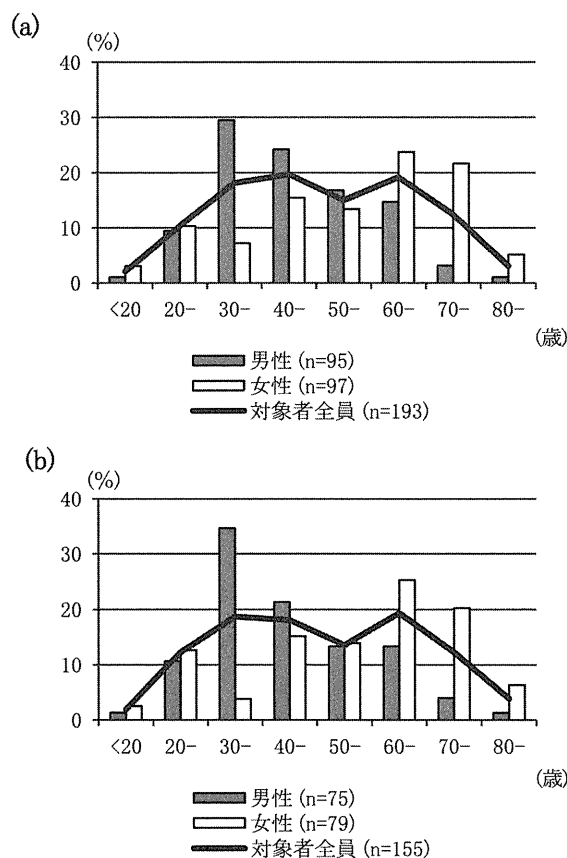 (a)
(%)
40
30
20
10
0
<20 20- 30- 40- 50- 60- 70- 80-
(歳)
男性 (n=95)
女性 (n=97)
対象者全員 (n=193)
(b)
(%)
40
30
20
10
0
<20 20- 30- 40- 50- 60- 70- 80-
(歳)
男性 (n=75)
女性 (n=79)
対象者全員 (n=155)